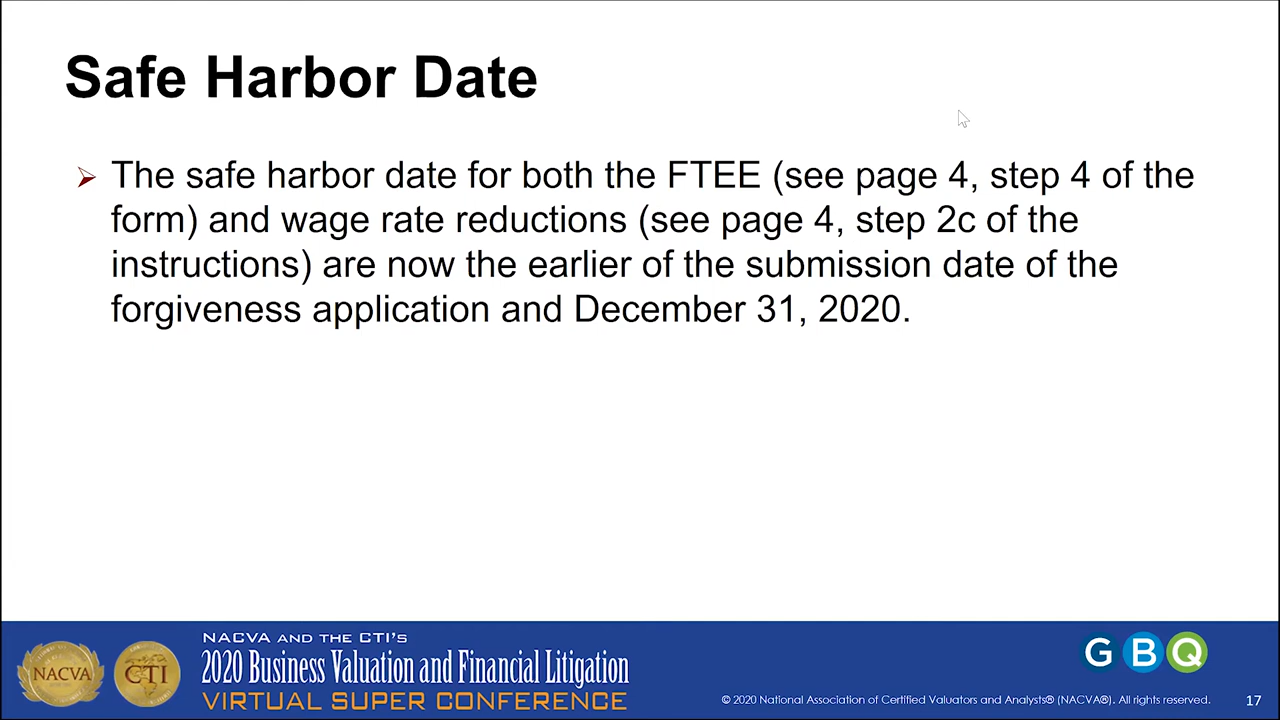 Safe Harbor Date
The safe harbor date for both the FTEE (see page 4, step 4 of the
form) and wage rate reductions (see page 4, step 2c of the
instructions) are now the earlier of the submission date of the
forgiveness application and December 31, 2020.
NACVA AND THE CTI'S
2020 Business Valuation and Financial Litigation
VIRTUAL SUPER CONFERENCE
NACVA
CTI
G B Q
© 2020 National Association of Certified Valuators and Analysts® (NACVA®). All rights reserved.
17